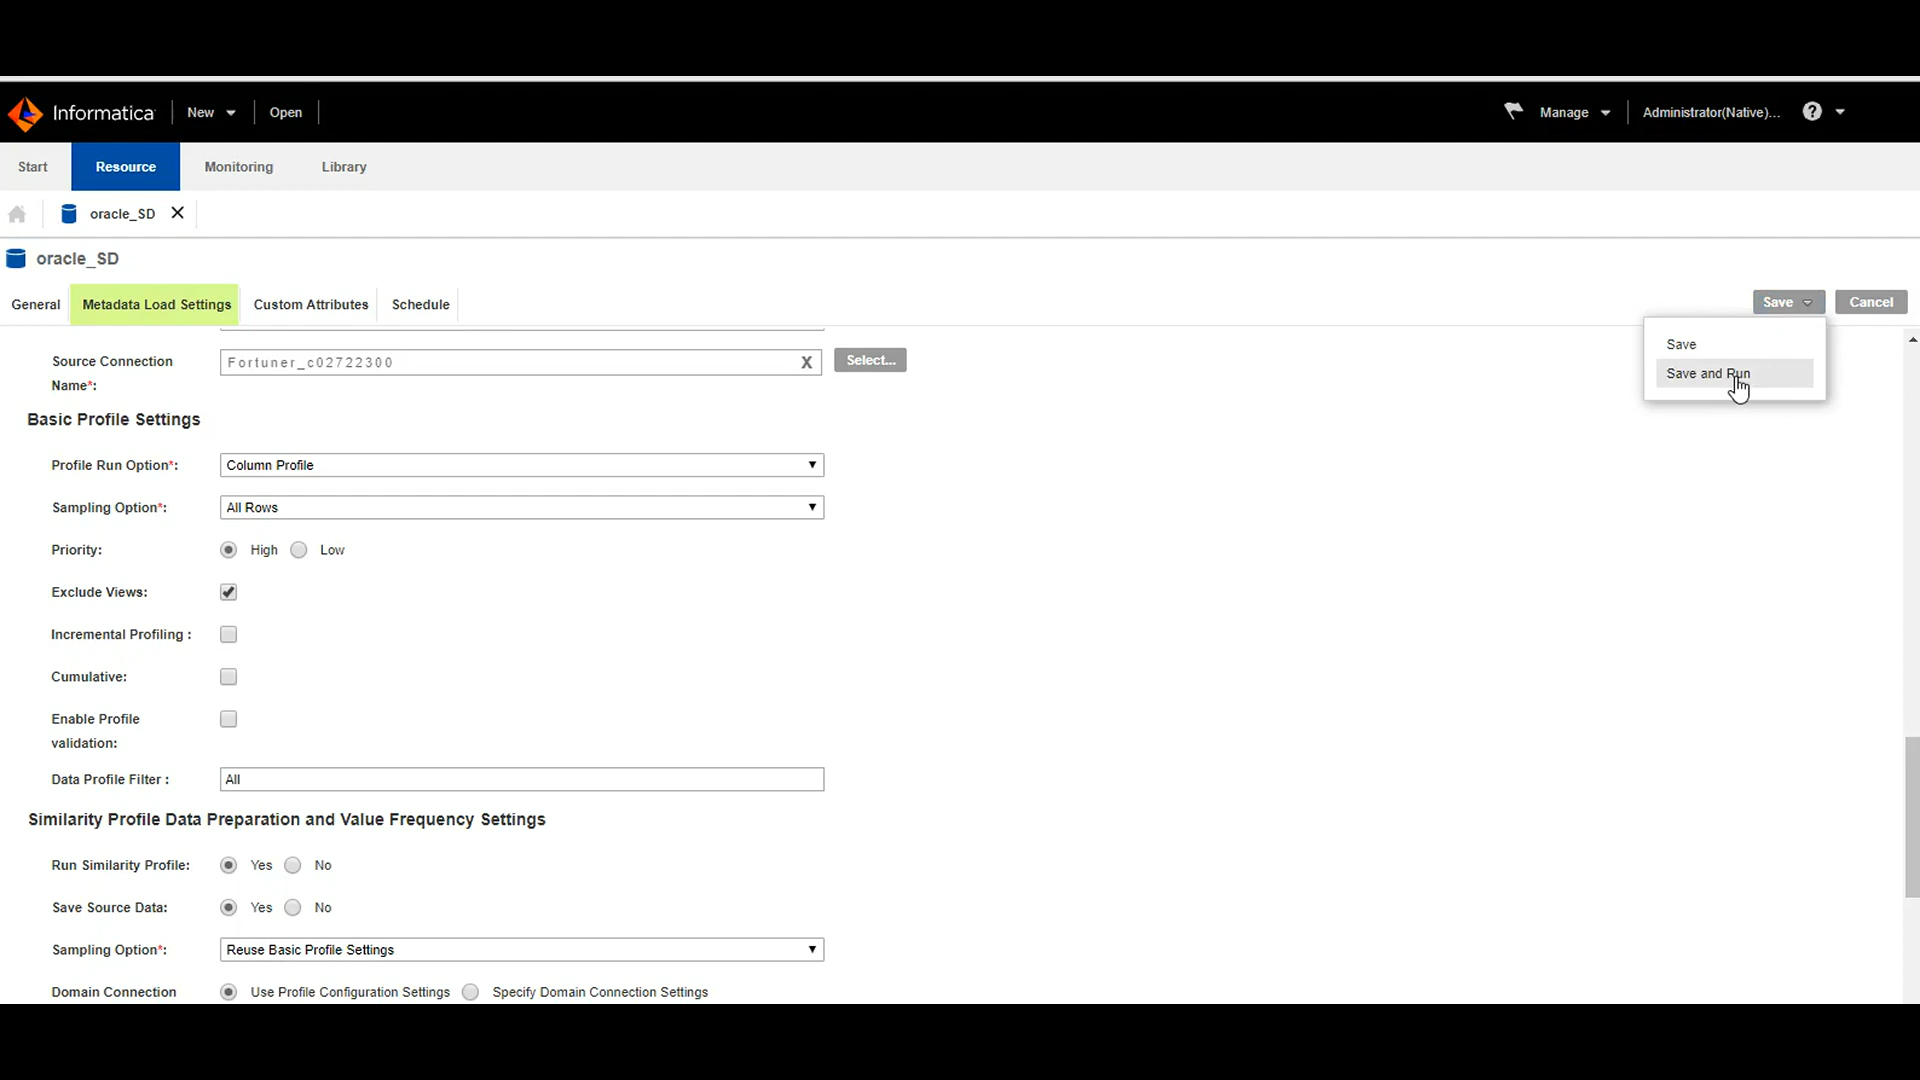 Informatica New Open Manage Administrator(Native)... ?
Start Resource Monitoring Library
oracle_SD
oracle_SD
General Metadata Load Settings Custom Attributes Schedule Save Cancel
Save
Save and Run
Source Connection
Name*:
Fortuner_c02722300 X Select...
Basic Profile Settings
Profile Run Option*: Column Profile
Sampling Option*: All Rows
Priority: High Low
Exclude Views:
Incremental Profiling :
Cumulative:
Enable Profile
validation:
Data Profile Filter : All
Similarity Profile Data Preparation and Value Frequency Settings
Run Similarity Profile: Yes No
Save Source Data: Yes No
Sampling Option*: Reuse Basic Profile Settings
Domain Connection Use Profile Configuration Settings Specify Domain Connection Settings